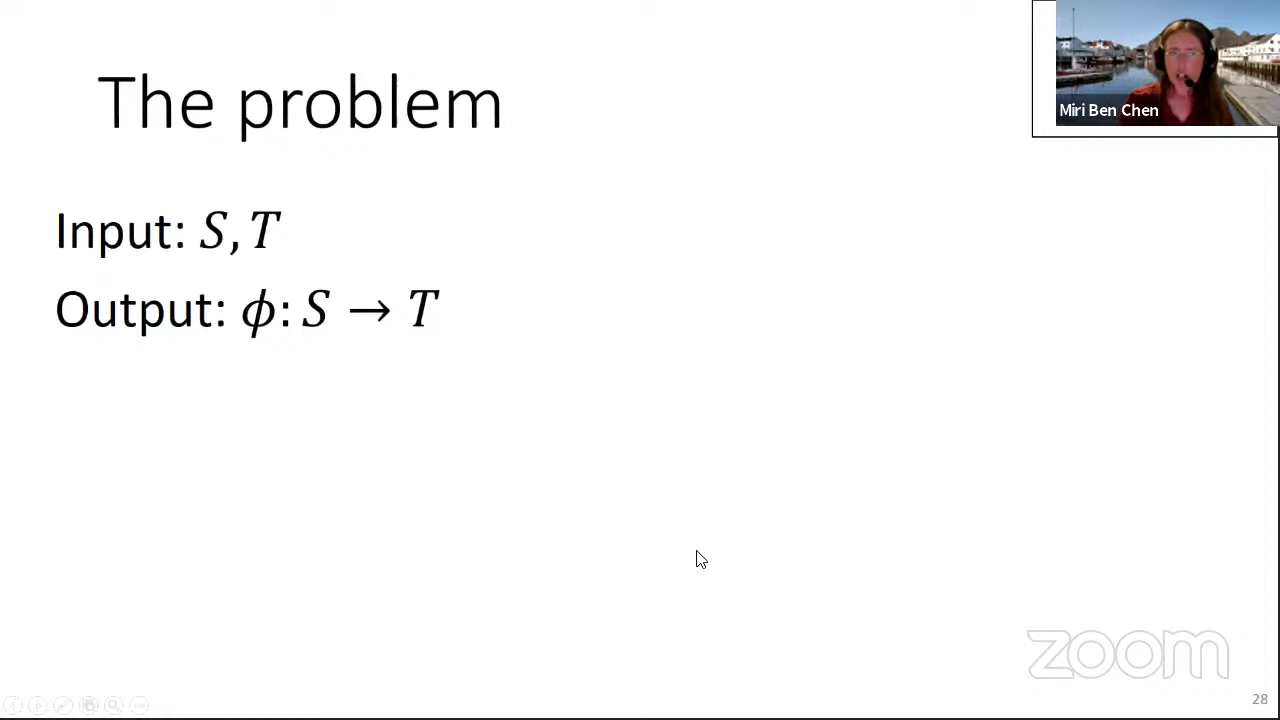 The problem
Miri Ben Chen
Input: S, T
Output: ϕ: S → T
zoom
28